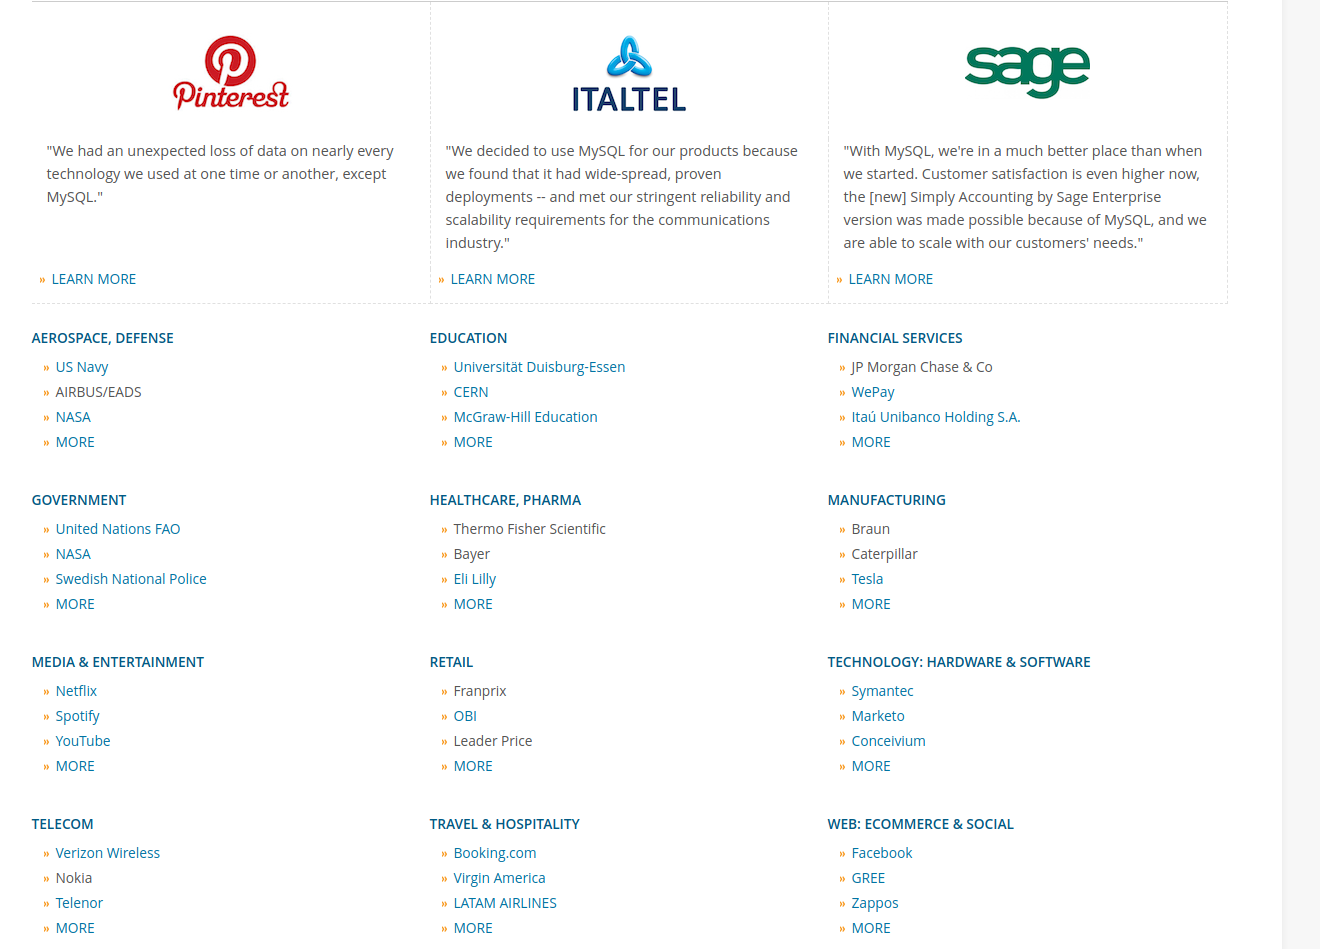 Pinterest
"We had an unexpected loss of data on nearly every
technology we used at one time or another, except
MySQL."
» LEARN MORE
ITALTEL
"We decided to use MySQL for our products because
we found that it had wide-spread, proven
deployments -- and met our stringent reliability and
scalability requirements for the communications
industry."
» LEARN MORE
sage
"With MySQL, we're in a much better place than when
we started. Customer satisfaction is even higher now,
the [new] Simply Accounting by Sage Enterprise
version was made possible because of MySQL, and we
are able to scale with our customers' needs."
» LEARN MORE
AEROSPACE, DEFENSE
» US Navy
» AIRBUS/EADS
» NASA
» MORE
EDUCATION
» Universität Duisburg-Essen
» CERN
» McGraw-Hill Education
» MORE
FINANCIAL SERVICES
» JP Morgan Chase & Co
» WePay
» Itaú Unibanco Holding S.A.
» MORE
GOVERNMENT
» United Nations FAO
» NASA
» Swedish National Police
» MORE
HEALTHCARE, PHARMA
» Thermo Fisher Scientific
» Bayer
» Eli Lilly
» MORE
MANUFACTURING
» Braun
» Caterpillar
» Tesla
» MORE
MEDIA & ENTERTAINMENT
» Netflix
» Spotify
» YouTube
» MORE
RETAIL
» Franprix
» OBI
» Leader Price
» MORE
TECHNOLOGY: HARDWARE & SOFTWARE
» Symantec
» Marketo
» Conceivium
» MORE
TELECOM
» Verizon Wireless
» Nokia
» Telenor
» MORE
TRAVEL & HOSPITALITY
» Booking.com
» Virgin America
» LATAM AIRLINES
» MORE
WEB: ECOMMERCE & SOCIAL
» Facebook
» GREE
» Zappos
» MORE